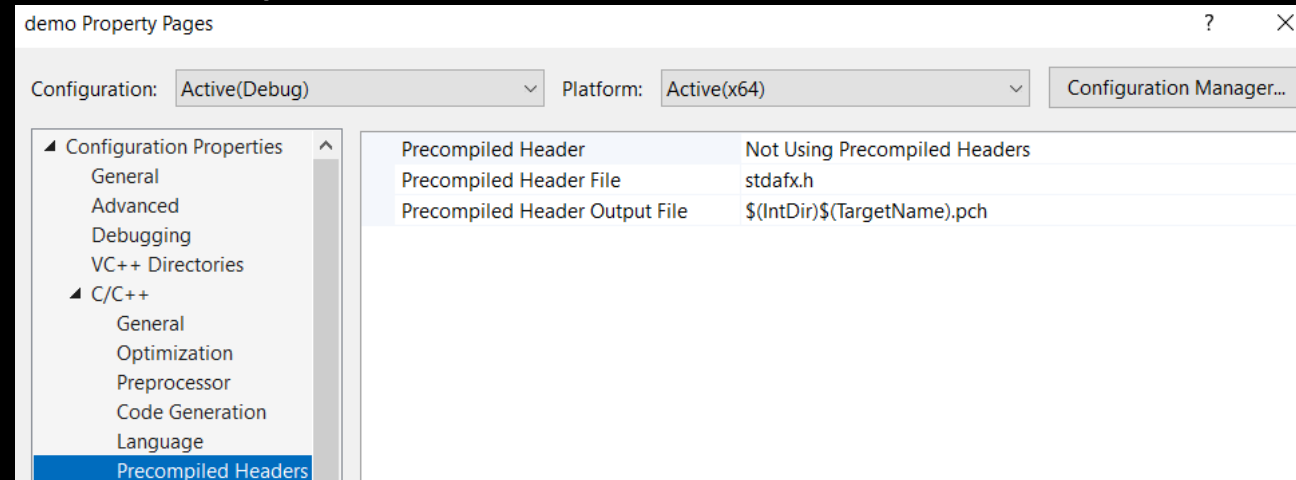 demo Property Pages ? ×
Configuration: Active(Debug) Platform: Active(x64) Configuration Manager...
Configuration Properties
General
Advanced
Debugging
VC++ Directories
C/C++
General
Optimization
Preprocessor
Code Generation
Language
Precompiled Headers
Precompiled Header Not Using Precompiled Headers
Precompiled Header File stdafx.h
Precompiled Header Output File $(IntDir)$(TargetName).pch